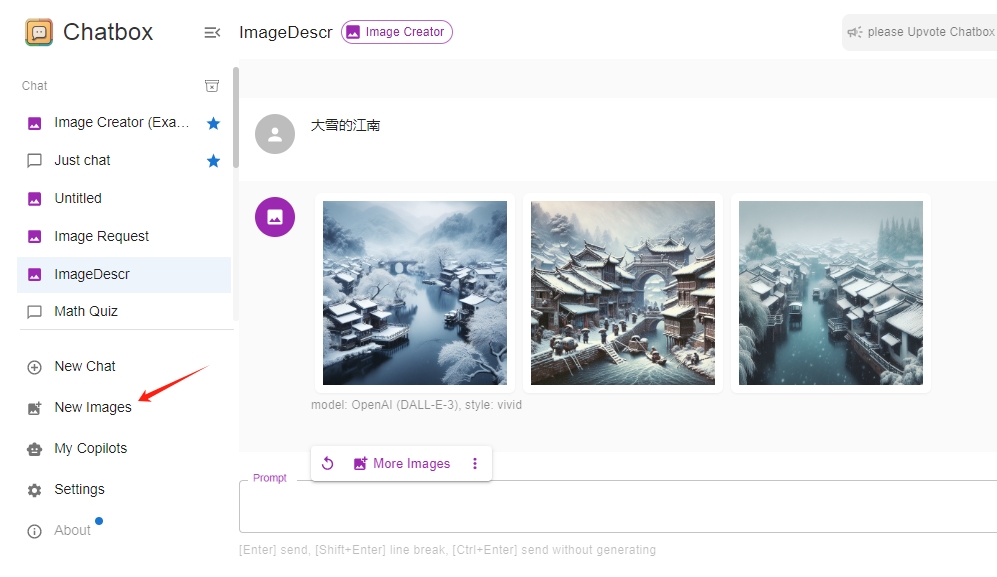 Chatbox
ImageDescr
Image Creator
please Upvote Chatbox
Chat
Image Creator (Exa...
Just chat
Untitled
Image Request
ImageDescr
Math Quiz
New Chat
New Images
My Copilots
Settings
About
大雪的江南
model: OpenAI (DALL-E-3), style: vivid
More Images
Prompt
[Enter] send, [Shift+Enter] line break, [Ctrl+Enter] send without generating